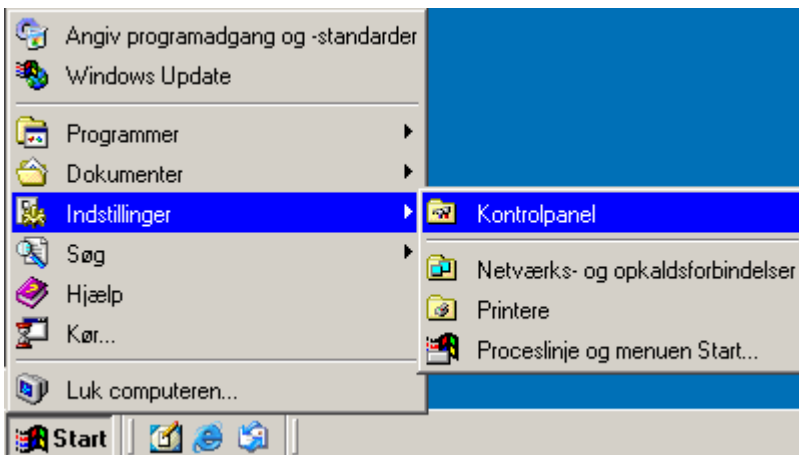 Angiv programadgang og -standarder
Windows Update
Programmer
Dokumenter
Indstillinger
Søg
Hjælp
Kør...
Luk computeren...
Kontrolpanel
Netværks- og opkaldsforbindelser
Printere
Proceslinje og menuen Start...
Start